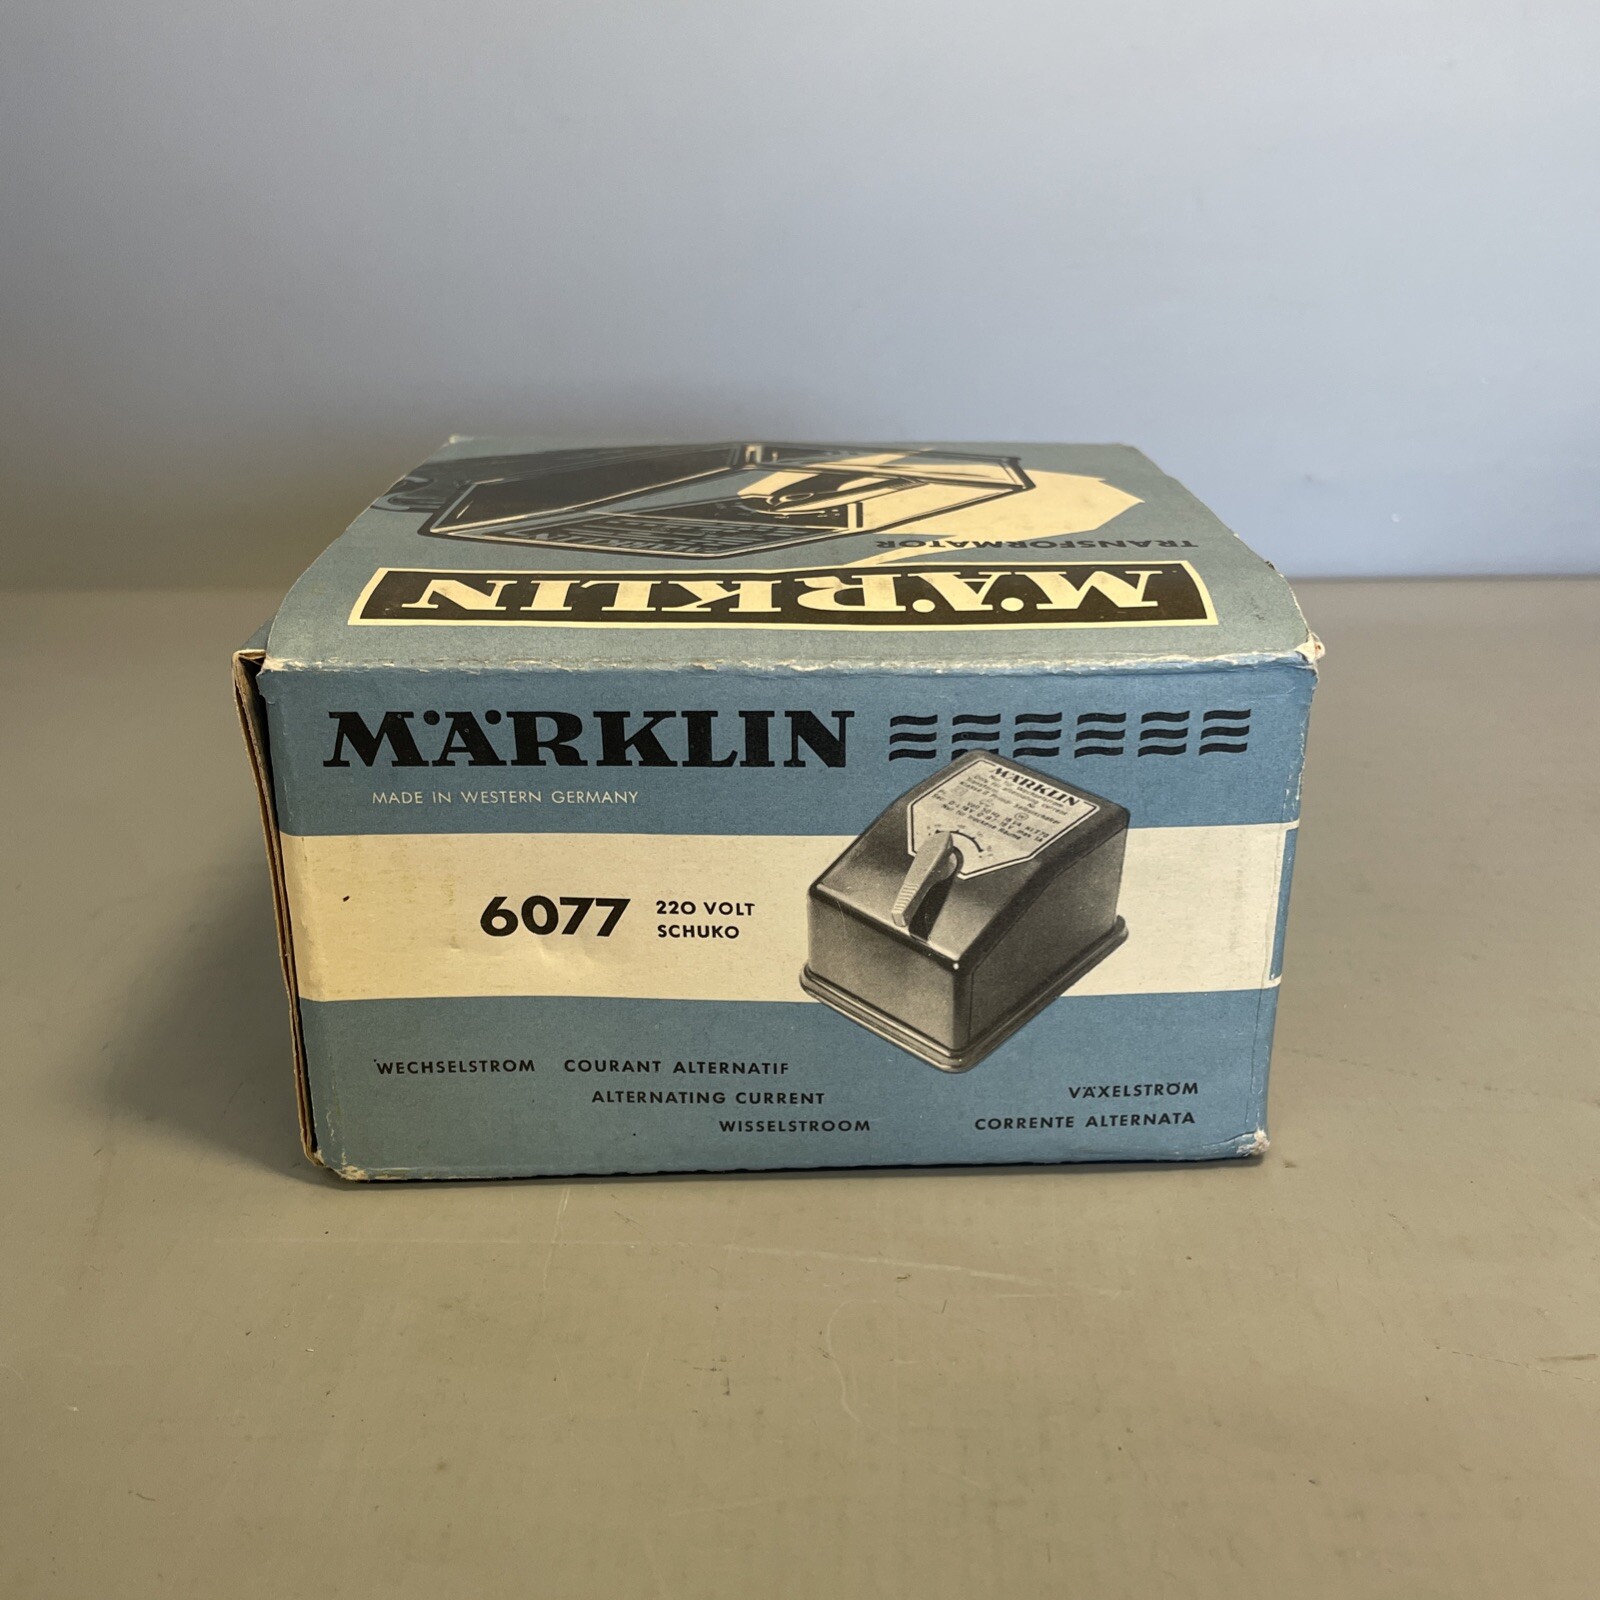 TRANSFORMATOR
MÄRKLIN
MÄRKLIN
MADE IN WESTERN GERMANY
MÄRKLIN
6077 220 VOLT
SCHUKO
WECHSELSTROM COURANT ALTERNATIF
ALTERNATING CURRENT
WISSELSTROOM
VÄXELSTRÖM
CORRENTE ALTERNATA